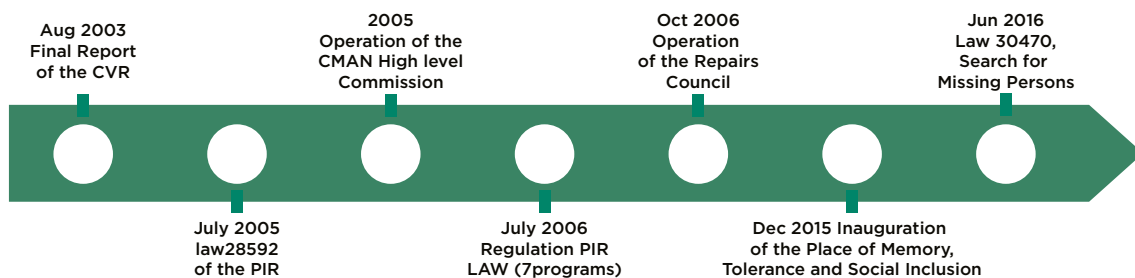 Aug 2003
Final Report
of the CVR
July 2005
law28592
of the PIR
2005
Operation of the
CMAN High level
Commission
July 2006
Regulation PIR
LAW (7programs)
Oct 2006
Operation
of the Repairs
Council
Dec 2015 Inauguration
of the Place of Memory,
Tolerance and Social Inclusion
Jun 2016
Law 30470,
Search for
Missing Persons